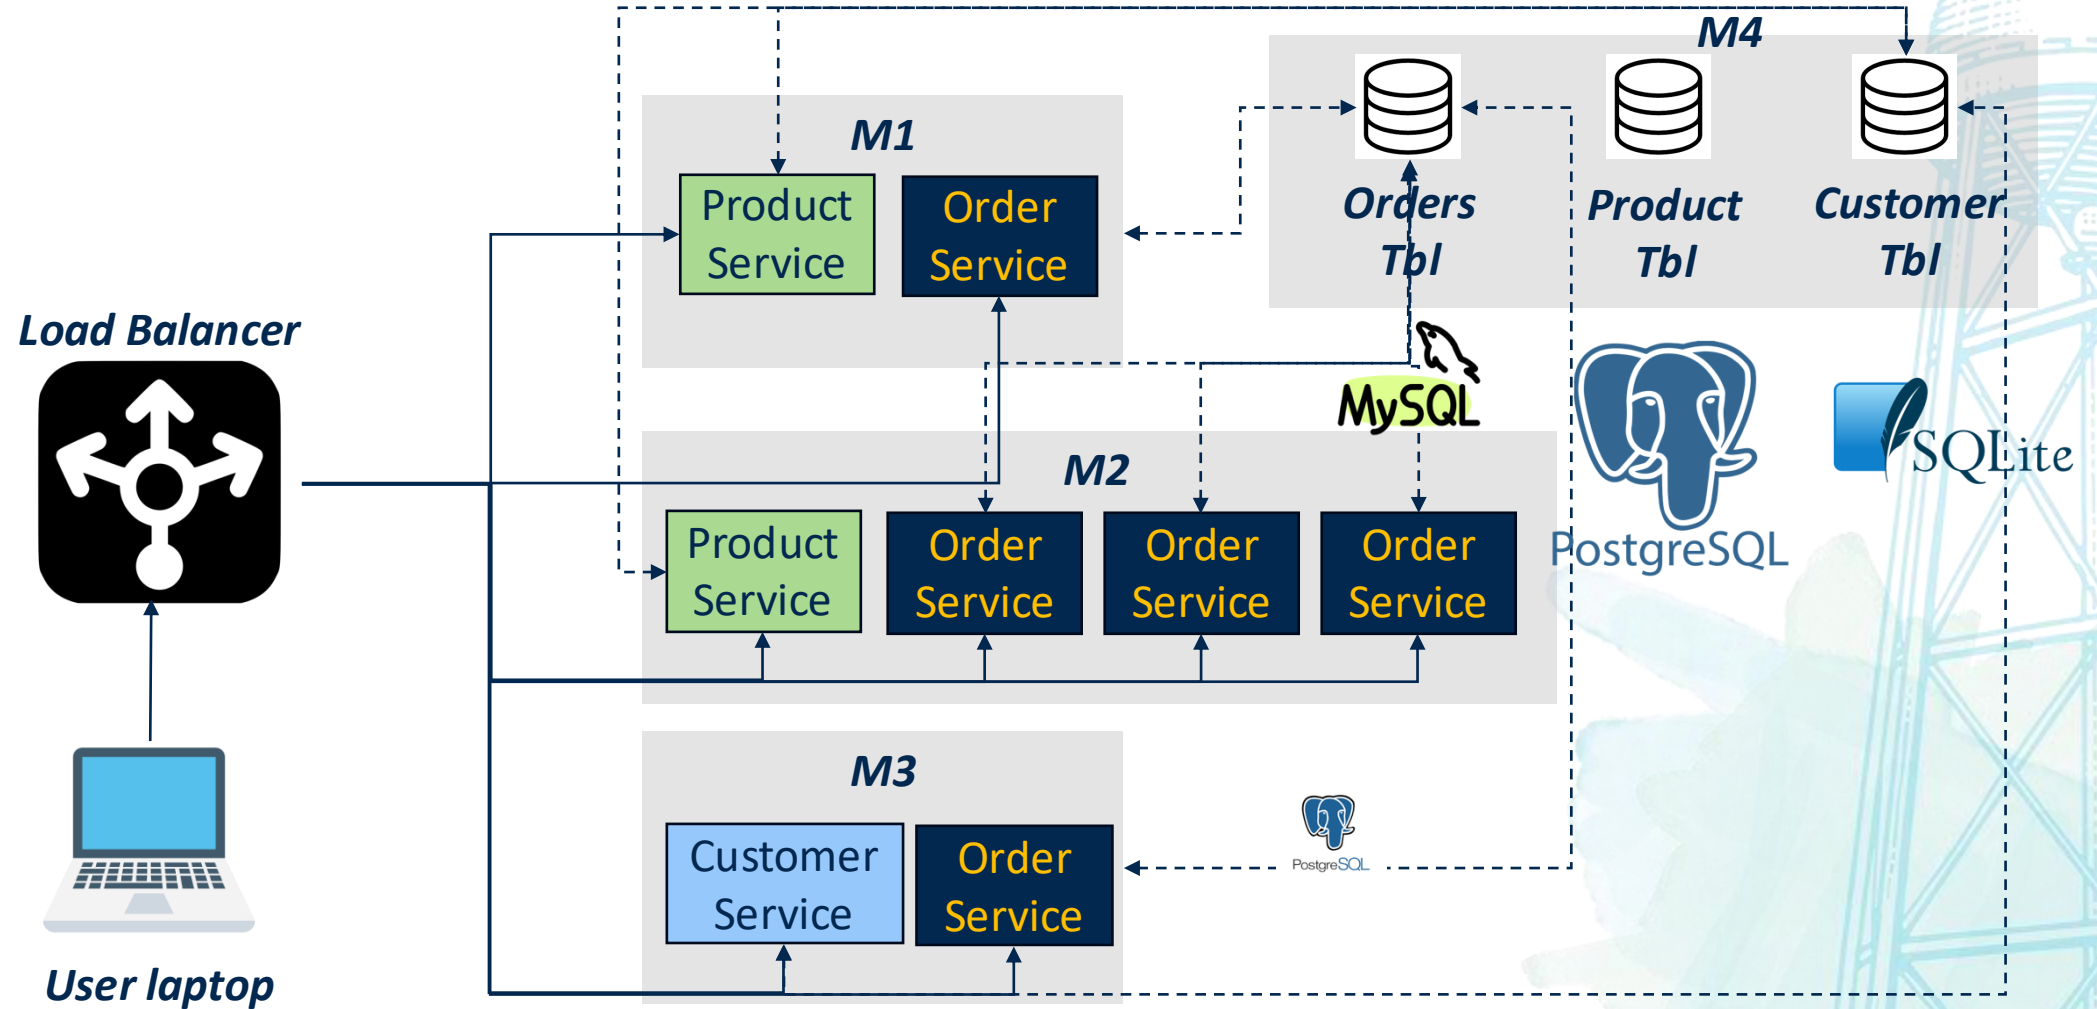 M4
M1
Product
Service
Order
Service
Orders
Tbl
Product
Tbl
Customer
Tbl
Load Balancer
MySQL
PostgreSQL
SQLite
M2
Product
Service
Order
Service
Order
Service
Order
Service
M3
Customer
Service
Order
Service
PostgreSQL
User laptop